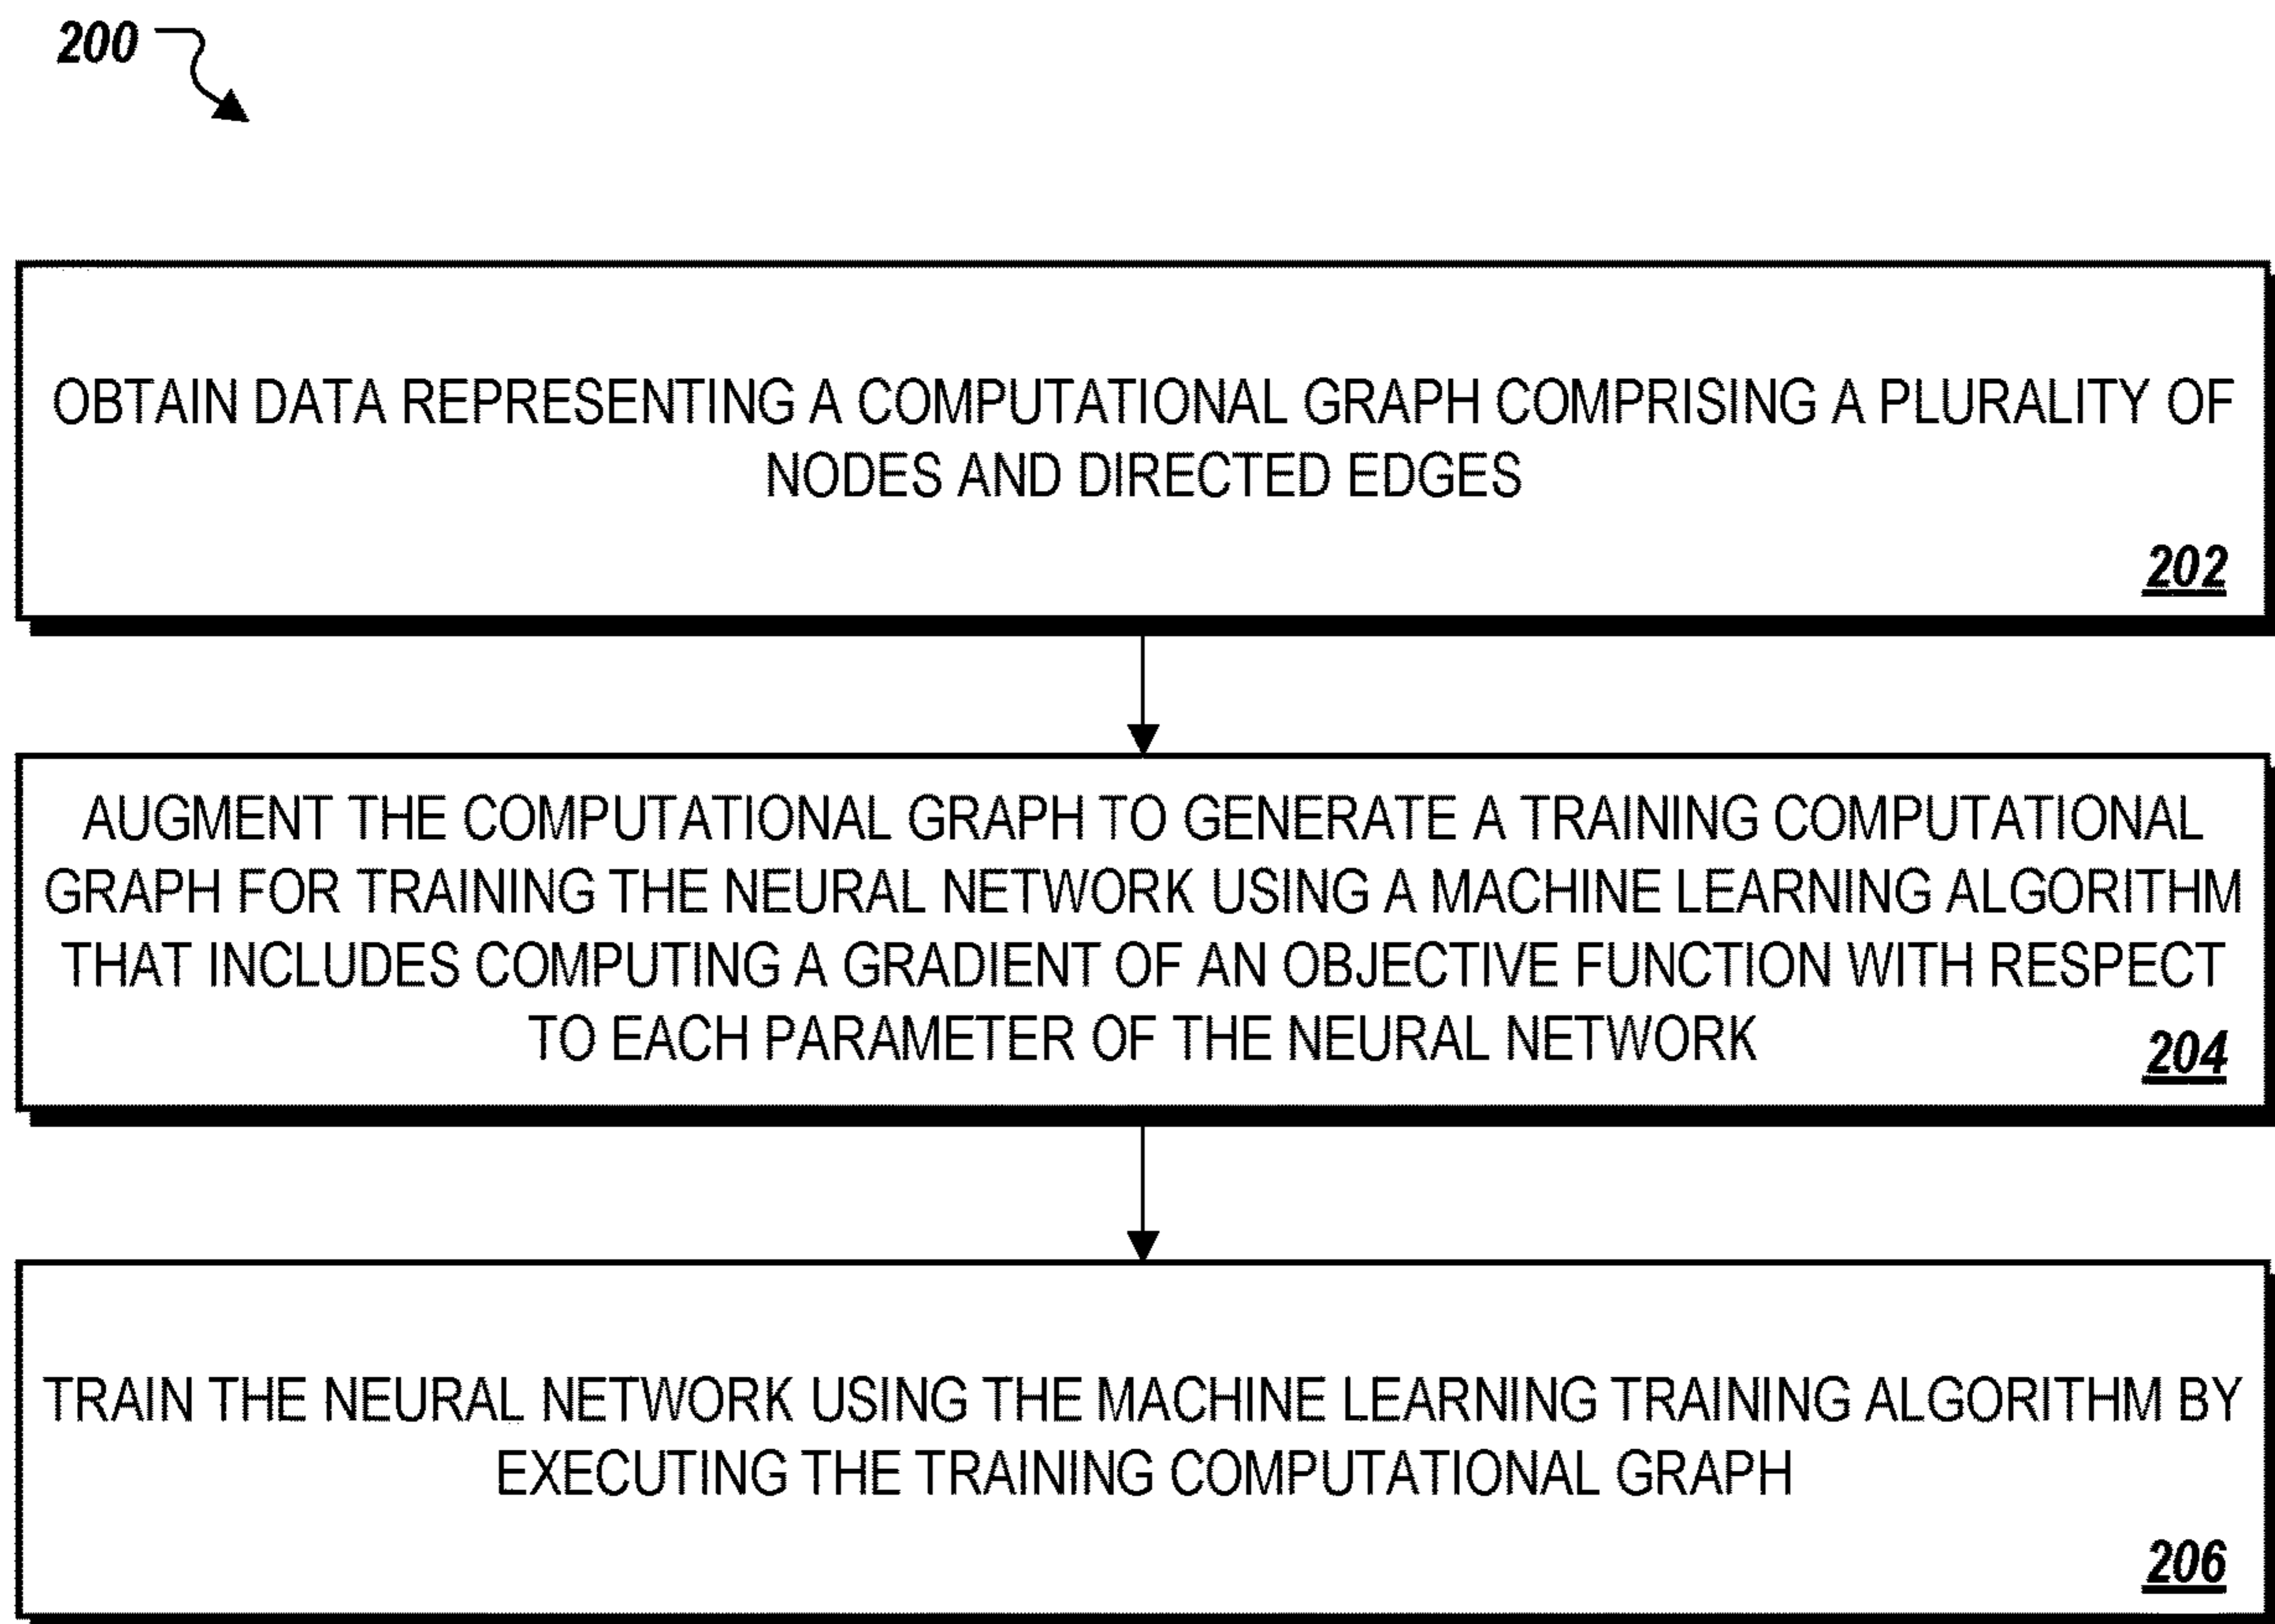 200
OBTAIN DATA REPRESENTING A COMPUTATIONAL GRAPH COMPRISING A PLURALITY OF
NODES AND DIRECTED EDGES
202
AUGMENT THE COMPUTATIONAL GRAPH TO GENERATE A TRAINING COMPUTATIONAL
GRAPH FOR TRAINING THE NEURAL NETWORK USING A MACHINE LEARNING ALGORITHM
THAT INCLUDES COMPUTING A GRADIENT OF AN OBJECTIVE FUNCTION WITH RESPECT
TO EACH PARAMETER OF THE NEURAL NETWORK
204
TRAIN THE NEURAL NETWORK USING THE MACHINE LEARNING TRAINING ALGORITHM BY
EXECUTING THE TRAINING COMPUTATIONAL GRAPH
206